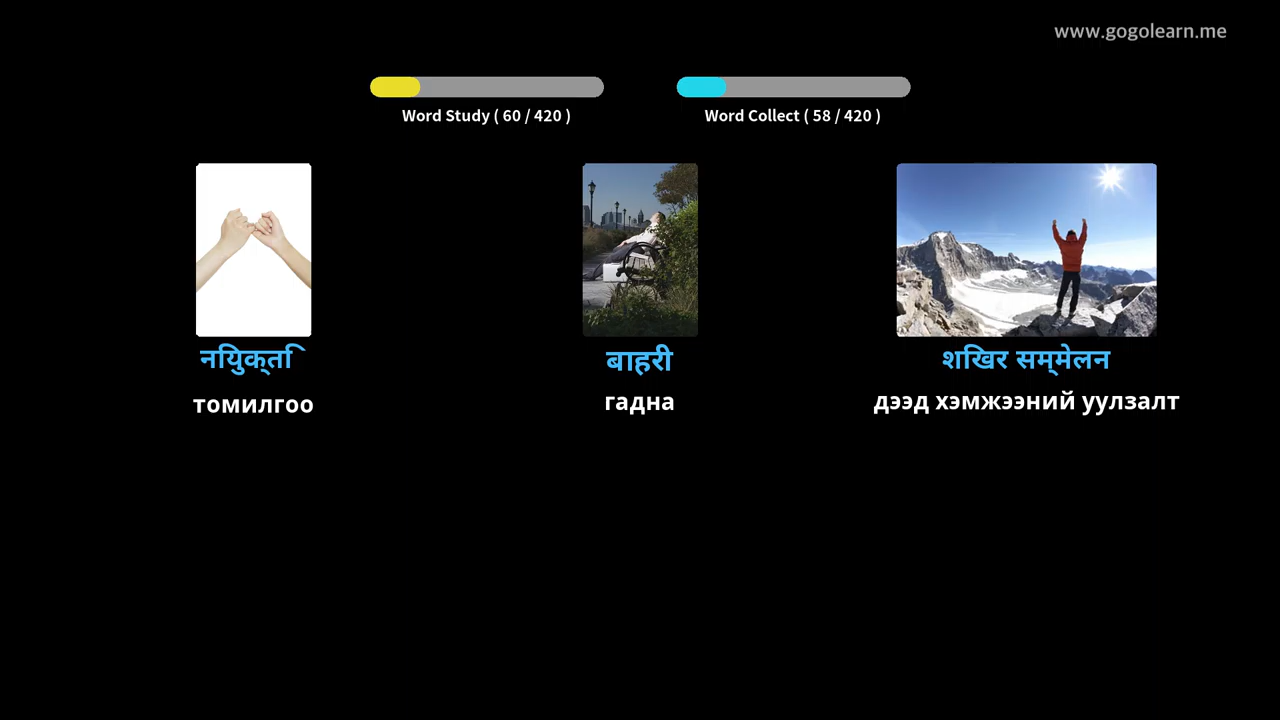 www.gogolearn.me
Word Study ( 60 / 420 )
Word Collect ( 58 / 420 )
नियुक्ति
बाहरी
शिखिर सम्मेलन
томилгоо
гадна
дээд хэмжээний уулзалт